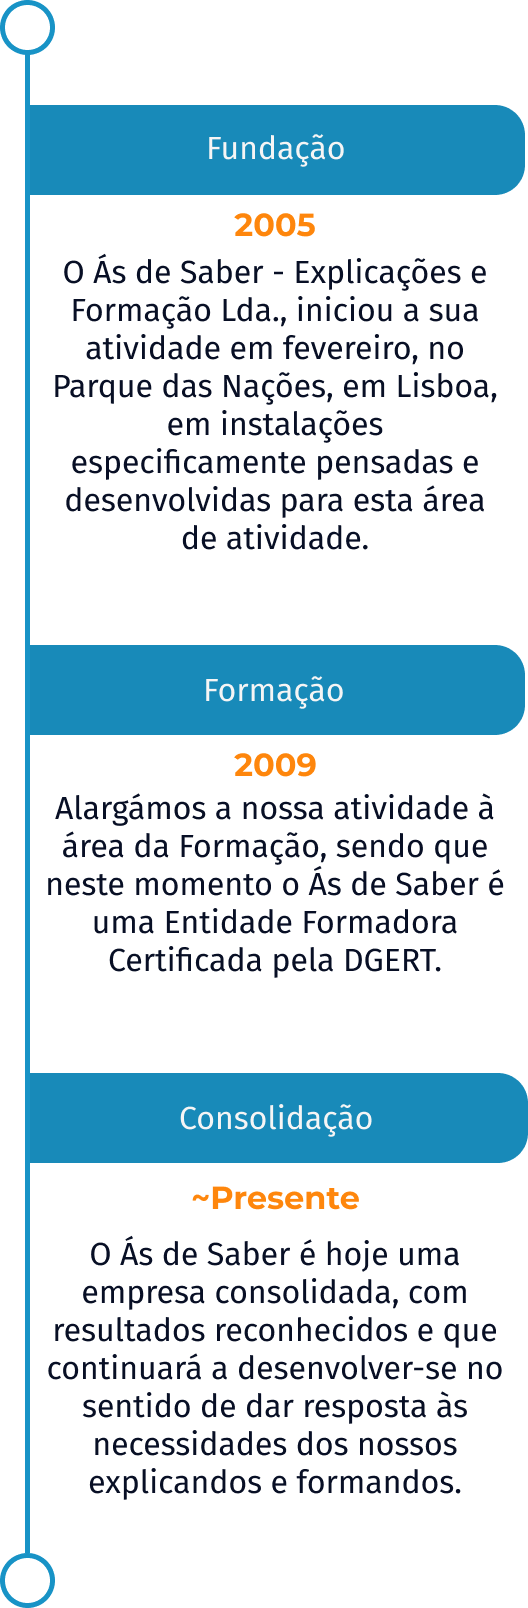 Fundação
2005
O Ás de Saber - Explicações e
Formação Lda., iniciou a sua
atividade em fevereiro, no
Parque das Nações, em Lisboa,
em instalações
especificamente pensadas e
desenvolvidas para esta área
de atividade.
Formação
2009
Alargámos a nossa atividade à
área da Formação, sendo que
neste momento o Ás de Saber é
uma Entidade Formadora
Certificada pela DGERT.
Consolidação
~Presente
O Ás de Saber é hoje uma
empresa consolidada, com
resultados reconhecidos e que
continuará a desenvolver-se no
sentido de dar resposta às
necessidades dos nossos
explicandos e formandos.